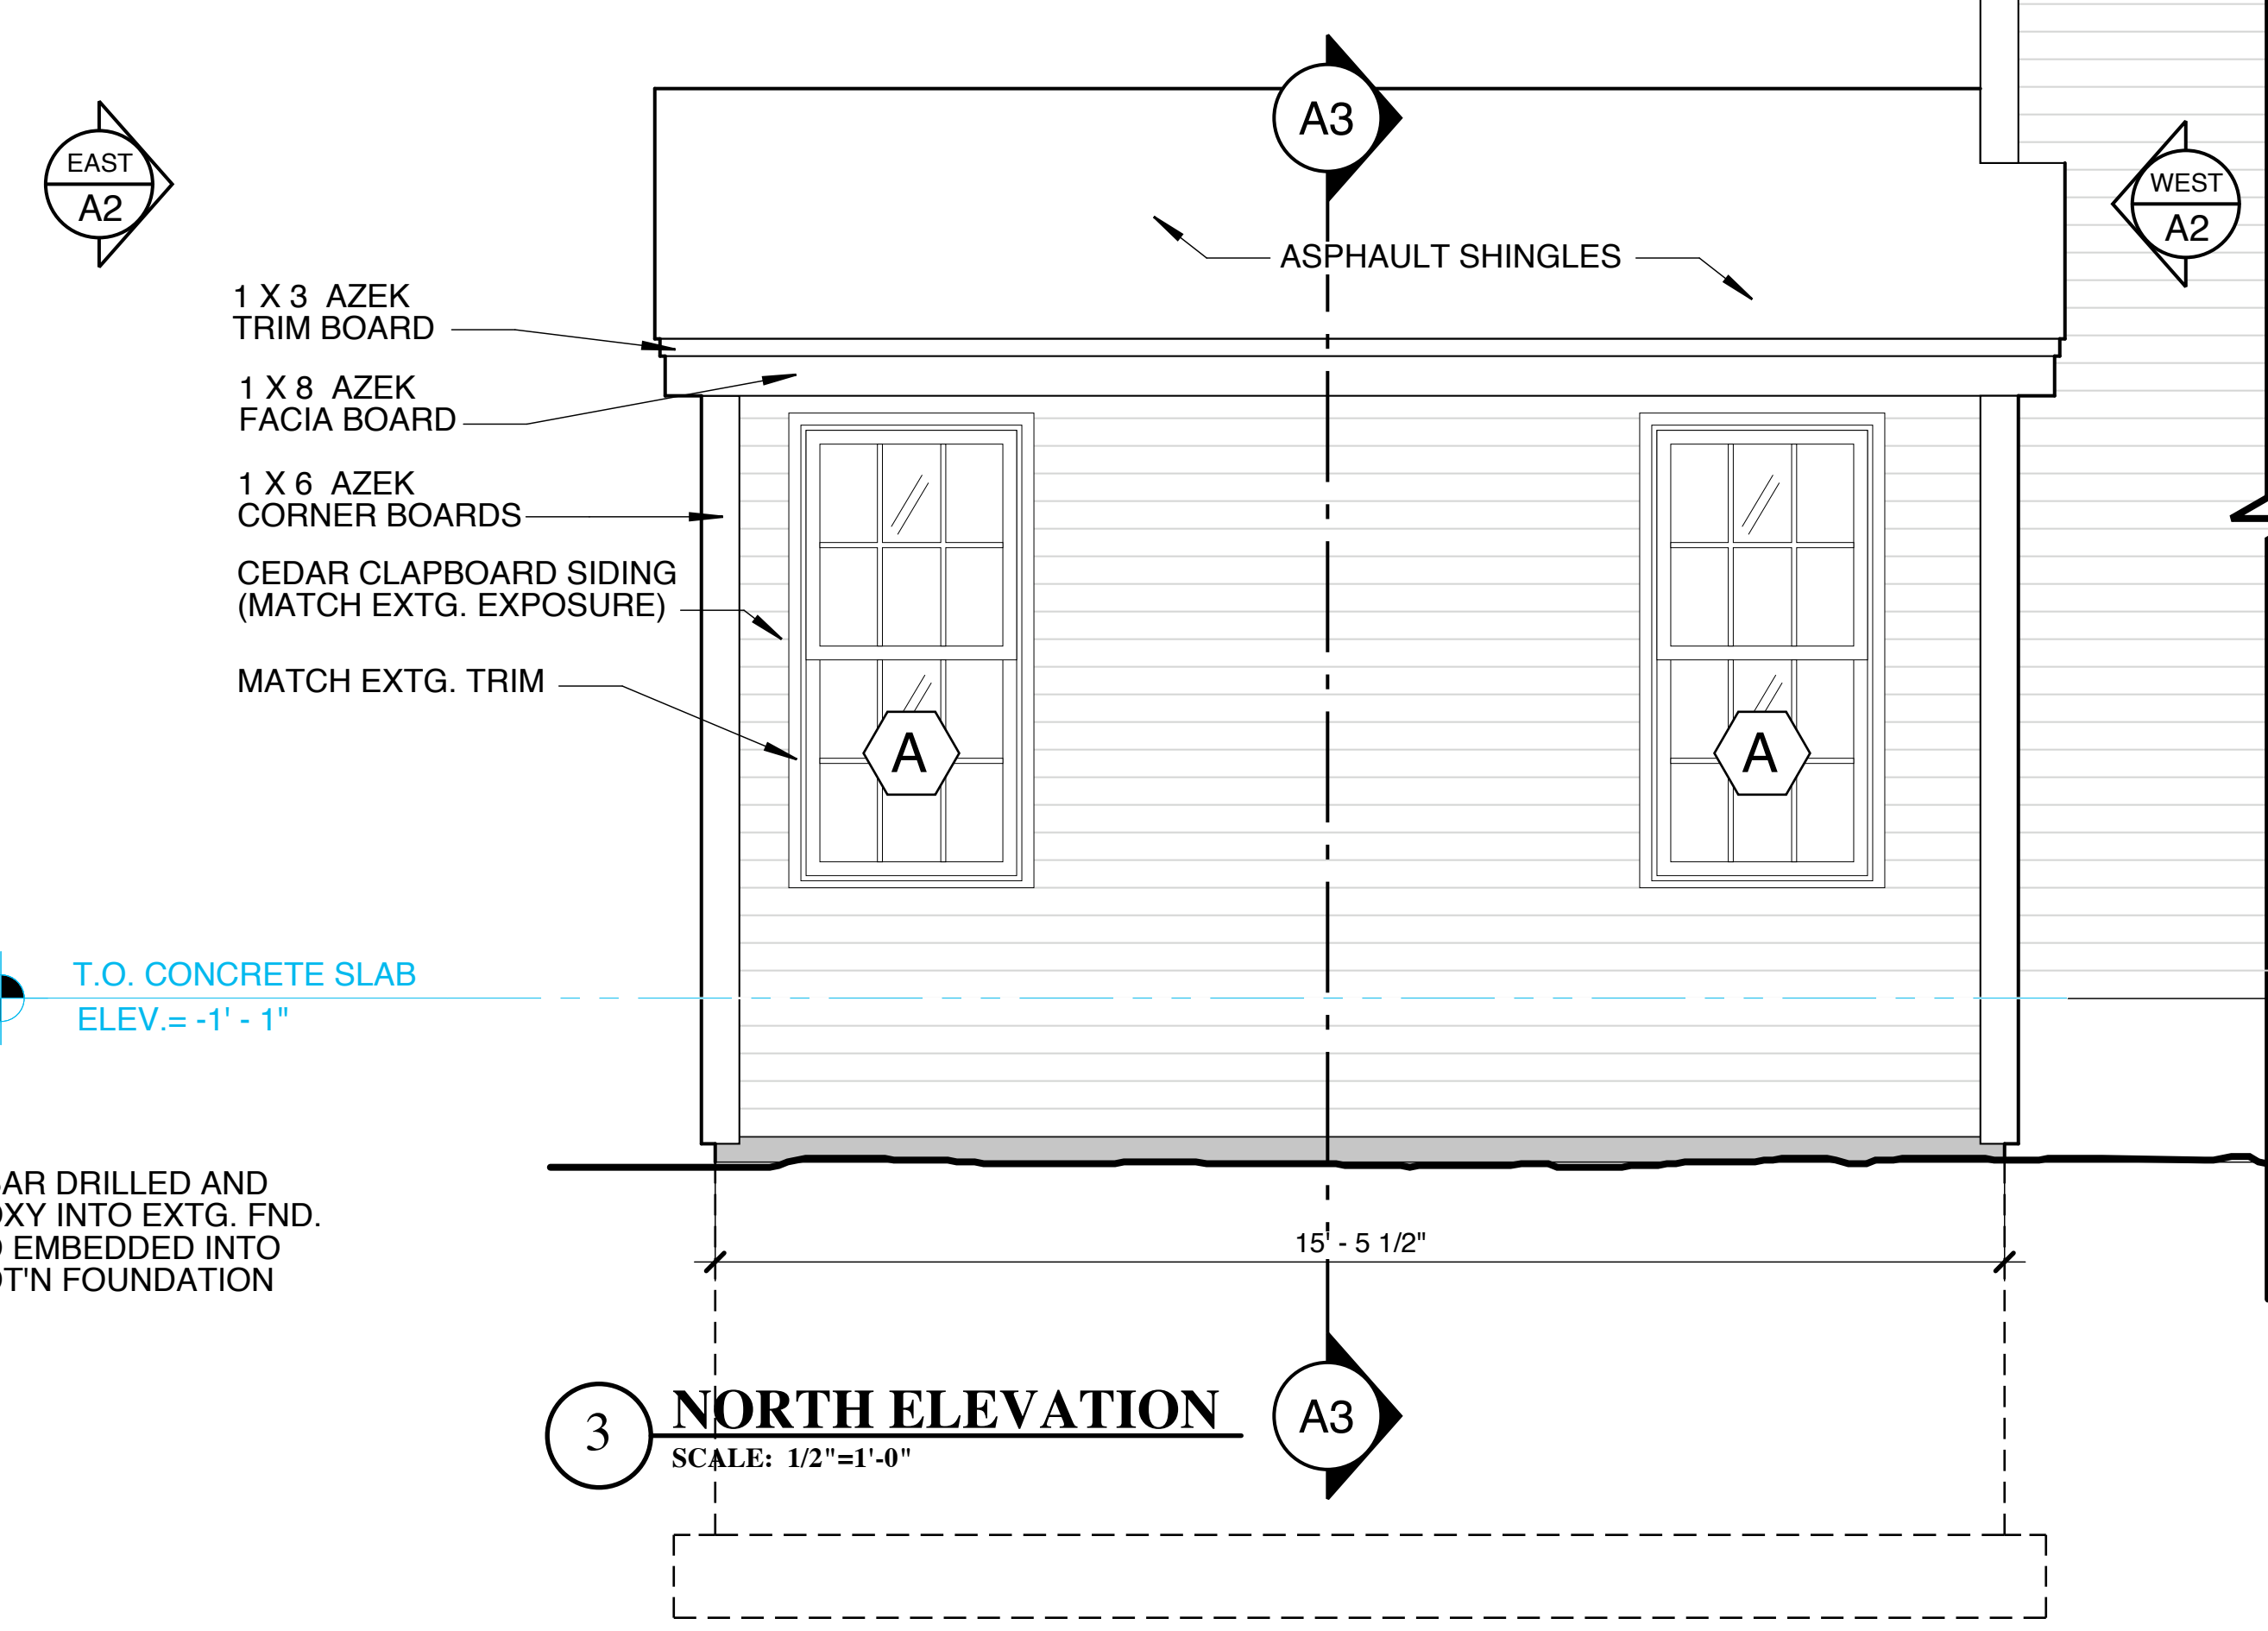 A3
EAST
A2
WEST
A2
ASPHAULT SHINGLES
1 X 3 AZEK
TRIM BOARD
1 X 8 AZEK
FACIA BOARD
1 X 6 AZEK
CORNER BOARDS
CEDAR CLAPBOARD SIDING
(MATCH EXTG. EXPOSURE)
MATCH EXTG. TRIM
A
A
T.O. CONCRETE SLAB
ELEV.= -1' - 1"
DRILLED AND
INTO EXTG. FND.
EMBEDDED INTO
FOUNDATION
15' - 5 1/2"
3
NORTH ELEVATION
SCALE: 1/2"=1'-0"
A3